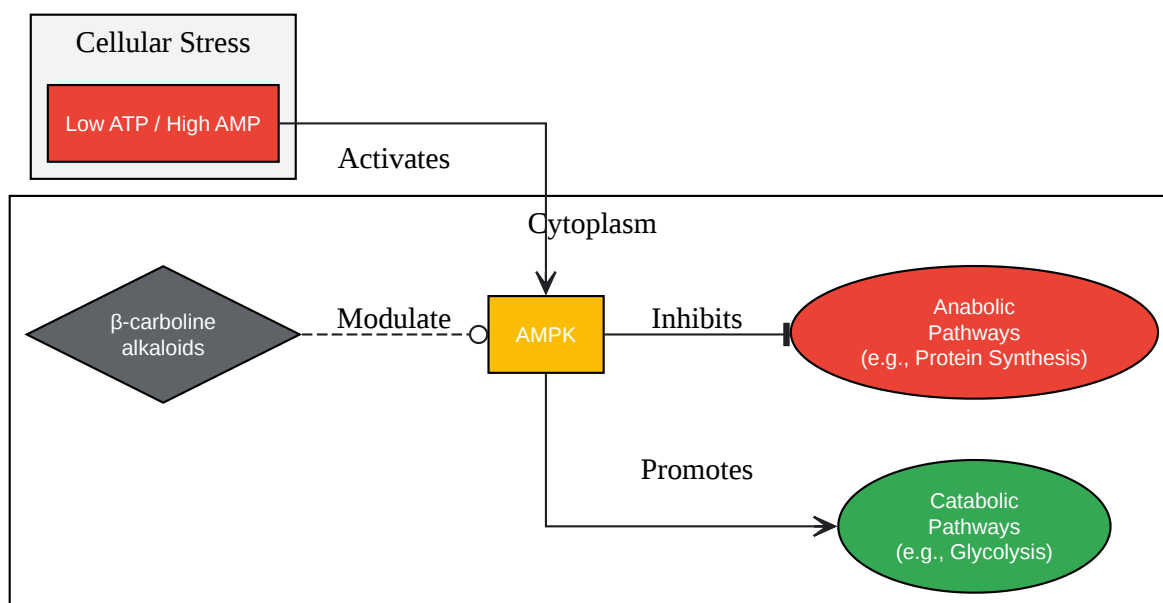 Cellular Stress
Low ATP / High AMP
Activates
Cytoplasm
β-carboline
alkaloids
Modulate
AMPK
Inhibits
Anabolic
Pathways
(e.g., Protein Synthesis)
Promotes
Catabolic
Pathways
(e.g., Glycolysis)